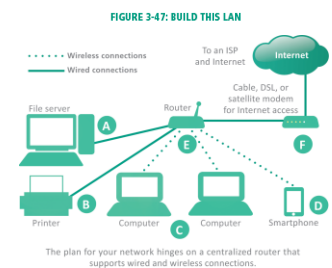 FIGURE 3-47: BUILD THIS LAN
Wireless connections
Wired connections
To an ISP
and Internet
Internet
Cable, DSL, or
satellite modem
for Internet access
File server
A
Router
E
F
B
Printer
Computer
C
Computer
D
Smartphone
The plan for your network hinges on a centralized router that
supports wired and wireless connections.